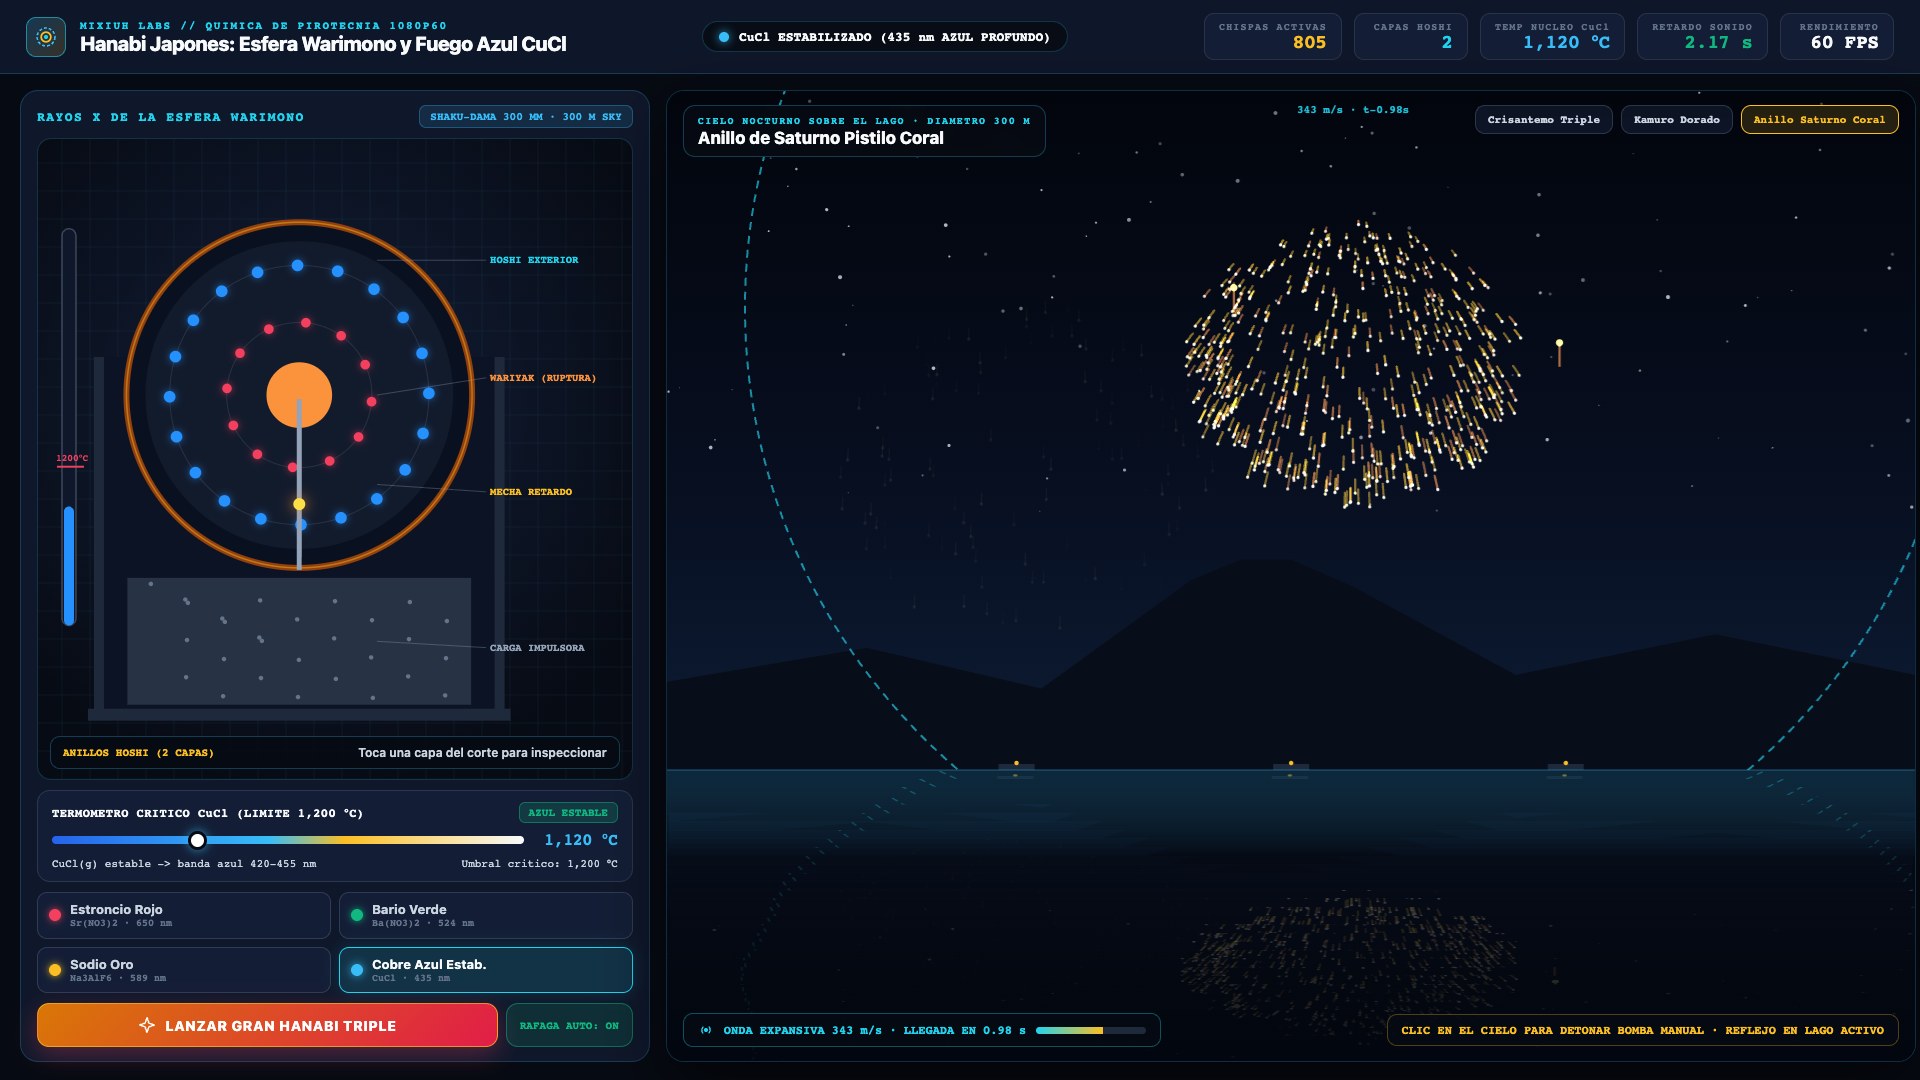 MIXIUH LABS // QUIMICA DE PIROTECNIA 1080P60
Hanabi Japones: Esfera Warimono y Fuego Azul CuCl
CuCl ESTABILIZADO (435 nm AZUL PROFUNDO)
CHISPAS ACTIVAS
805
CAPAS HOSHI
2
TEMP NUCLEO CuCl
1,120 °C
RETARDO SONIDO
2.17 s
RENDIMIENTO
60 FPS
RAYOS X DE LA ESFERA WARIMONO
SHAKU-DAMA 300 MM · 300 M SKY
HOSHI EXTERIOR
WARIYAK (RUPTURA)
1200°C
MECHA RETARDO
CARGA IMPULSORA
ANILLOS HOSHI (2 CAPAS)
Toca una capa del corte para inspeccionar
TERMOMETRO CRITICO CuCl (LIMITE 1,200 °C)
AZUL ESTABLE
1,120 °C
CuCl(g) estable -> banda azul 420-455 nm
Umbral critico: 1,200 °C
Estroncio Rojo
Sr(NO3)2 · 650 nm
Bario Verde
Ba(NO3)2 · 524 nm
Sodio Oro
Na3AlF6 · 589 nm
Cobre Azul Estab.
CuCl · 435 nm
LANZAR GRAN HANABI TRIPLE
RAFAGA AUTO: ON
CIELO NOCTURNO SOBRE EL LAGO · DIAMETRO 300 M
Anillo de Saturno Pistilo Coral
343 m/s · t-0.98s
Crisantemo Triple
Kamuro Dorado
Anillo Saturno Coral
ONDA EXPANSIVA 343 m/s · LLEGADA EN 0.98 s
CLIC EN EL CIELO PARA DETONAR BOMBA MANUAL · REFLEJO EN LAGO ACTIVO